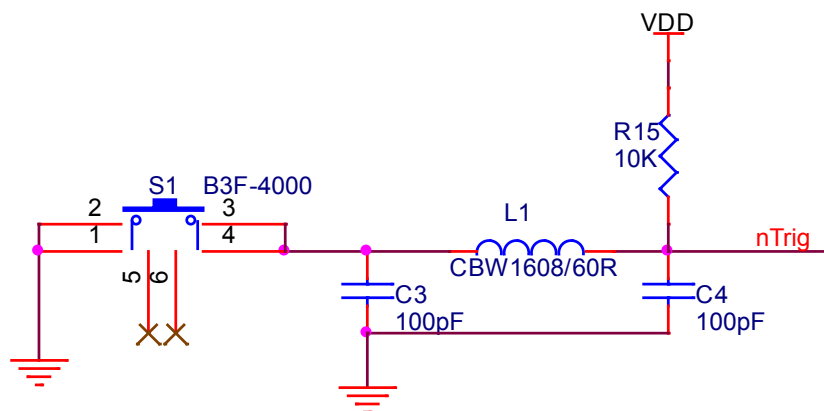 VDD
R15
10K
S1 B3F-4000
2
3
1
4
5
6
L1
CBW1608/60R
nTrig
C3
100pF
C4
100pF